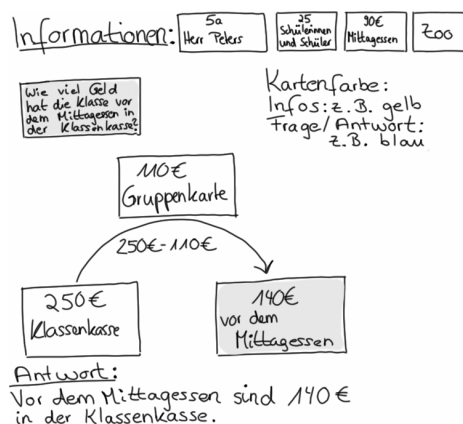 Informationen:
5a
Herr Peters
25
Schülerinnen
und Schüler
90€
Mittagessen
Zoo
Wie viel Geld
hat die Klasse vor
dem Mittagessen in
der Klassenkasse?
Kartenfarbe:
Infos: z.B. gelb
Frage/Antwort:
z.B. blau
110€
Gruppenkarte
250€-110€
250€
Klassenkasse
140€
vor dem
Mittagessen
Antwort:
Vor dem Mittagessen sind 140€
in der Klassenkasse.